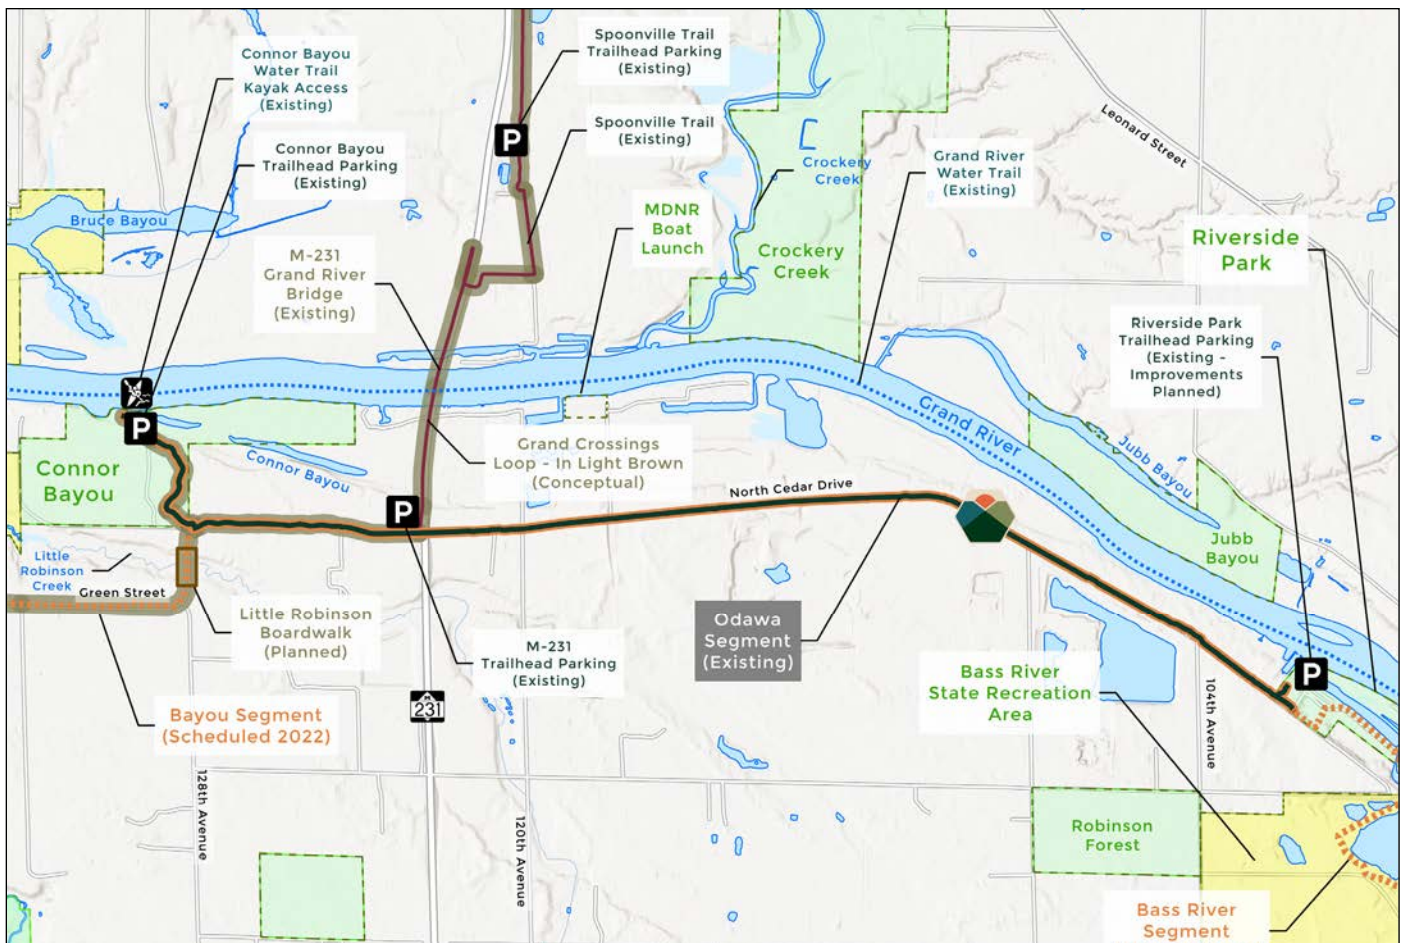 Connor Bayou
Water Trail
Kayak Access
(Existing)
Spoonville Trail
Trailhead Parking
(Existing)
P
Spoonville Trail
(Existing)
Leonard Street
Connor Bayou
Trailhead Parking
(Existing)
Crockery
Creek
Grand River
Water Trail
(Existing)
Bruce Bayou
MDNR
Boat
Launch
Crockery
Creek
Riverside
Park
M-231
Grand River
Bridge
(Existing)
Riverside Park
Trailhead Parking
(Existing -
Improvements
Planned)
P
Grand River
Connor
Bayou
Connor Bayou
Grand Crossings
Loop - In Light Brown
(Conceptual)
Jubb Bayou
North Cedar Drive
P
Jubb
Bayou
Little
Robinson
Creek
Green Street
Little Robinson
Boardwalk
(Planned)
M-231
Trailhead Parking
(Existing)
Odawa
Segment
(Existing)
Bass River
State Recreation
Area
P
104th Avenue
M
231
Bayou Segment
(Scheduled 2022)
128th Avenue
120th Avenue
Robinson
Forest
Bass River
Segment